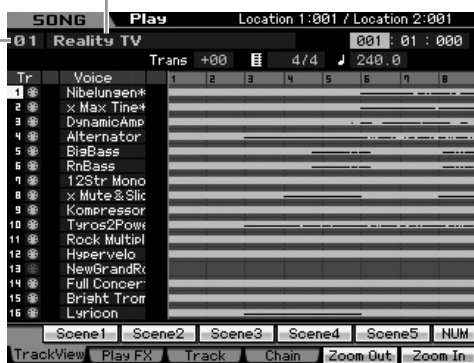 SONG Play Location 1:001 / Location 2:001
01 Reality TV 001 : 01 : 000
Trans +00 4/4 ♩ 240.0
Tr Voice 1 2 3 4 5 6 7 8
1 Nibelungen*
2 x Max Tine*
3 DynamicAmp
4 Alternator
5 BigBass
6 RnBass
7 12Str Mono
8 x Mute&Slic
9 Kompressor
10 Tyros2Powe
11 Rock Multipl
12 Hypervelo
13 NewGrandRo
14 Full Concer
15 Bright Trom
16 Lyricon
Scene1 Scene2 Scene3 Scene4 Scene5 NUM
TrackView Play FX Track Chain Zoom Out Zoom In